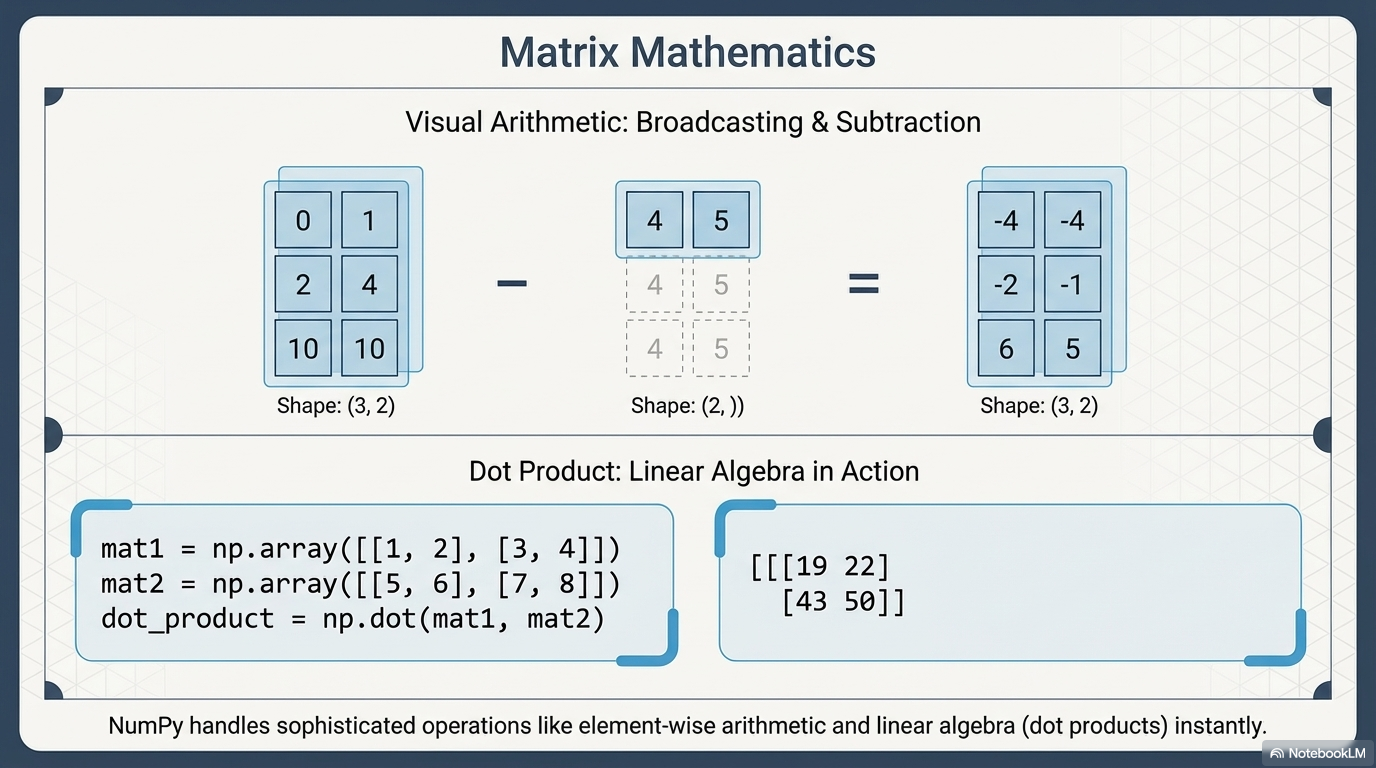 Matrix Mathematics
Visual Arithmetic: Broadcasting & Subtraction
0 1 4 5 -4 -4
2 4 − 4 5 = -2 -1
10 10 4 5 6 5
Shape: (3, 2) Shape: (2, )) Shape: (3, 2)
Dot Product: Linear Algebra in Action
mat1 = np.array([[1, 2], [3, 4]])
mat2 = np.array([[5, 6], [7, 8]])
dot_product = np.dot(mat1, mat2)
[[[19 22]
[43 50]]
NumPy handles sophisticated operations like element-wise arithmetic and linear algebra (dot products) instantly.
NotebookLM